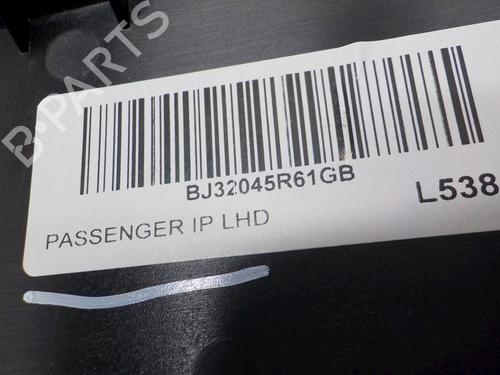 B-PARTS
BJ32045R61GB
L538
PASSENGER IP LHD